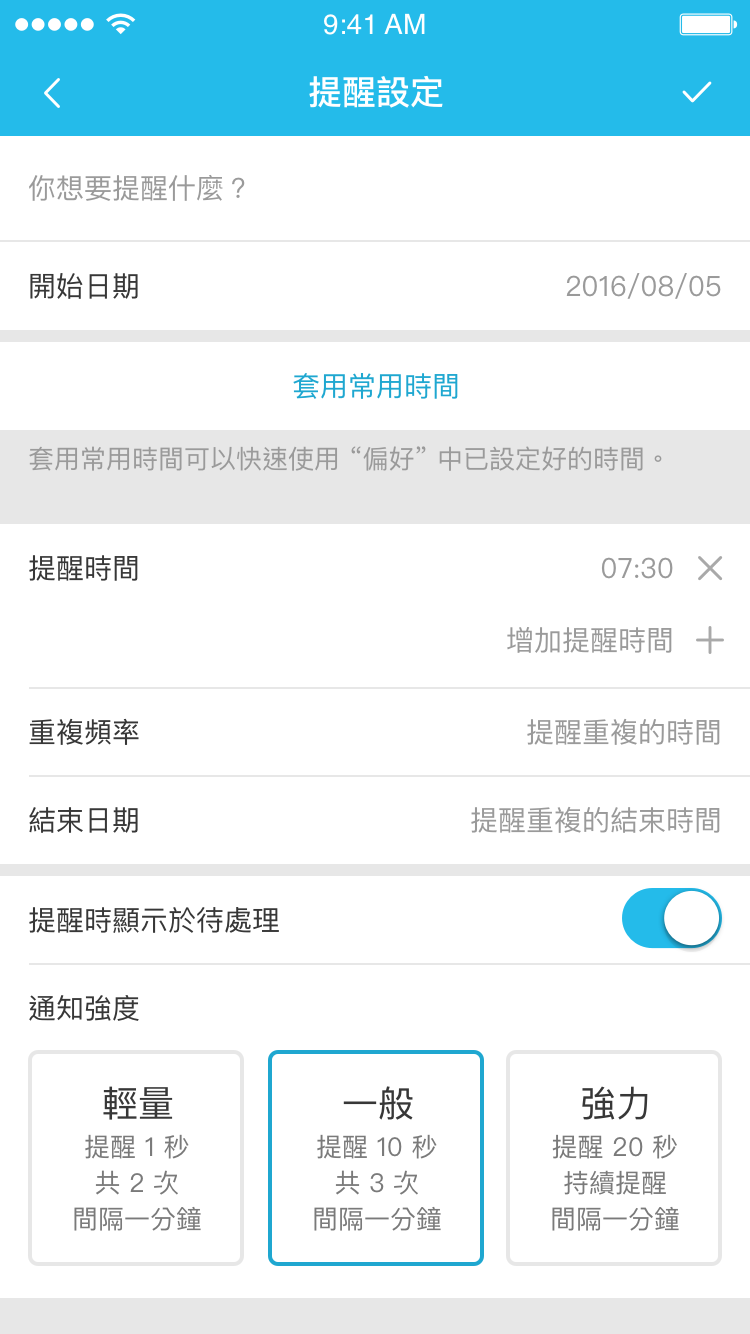 9:41 AM
提醒設定
你想要提醒什麼？
開始日期 2016/08/05
套用常用時間
套用常用時間可以快速使用“偏好”中已設定好的時間。
提醒時間 07:30
增加提醒時間
重複頻率 提醒重複的時間
結束日期 提醒重複的結束時間
提醒時顯示於待處理
通知強度
輕量
提醒 1 秒
共 2 次
間隔一分鐘
一般
提醒 10 秒
共 3 次
間隔一分鐘
強力
提醒 20 秒
持續提醒
間隔一分鐘